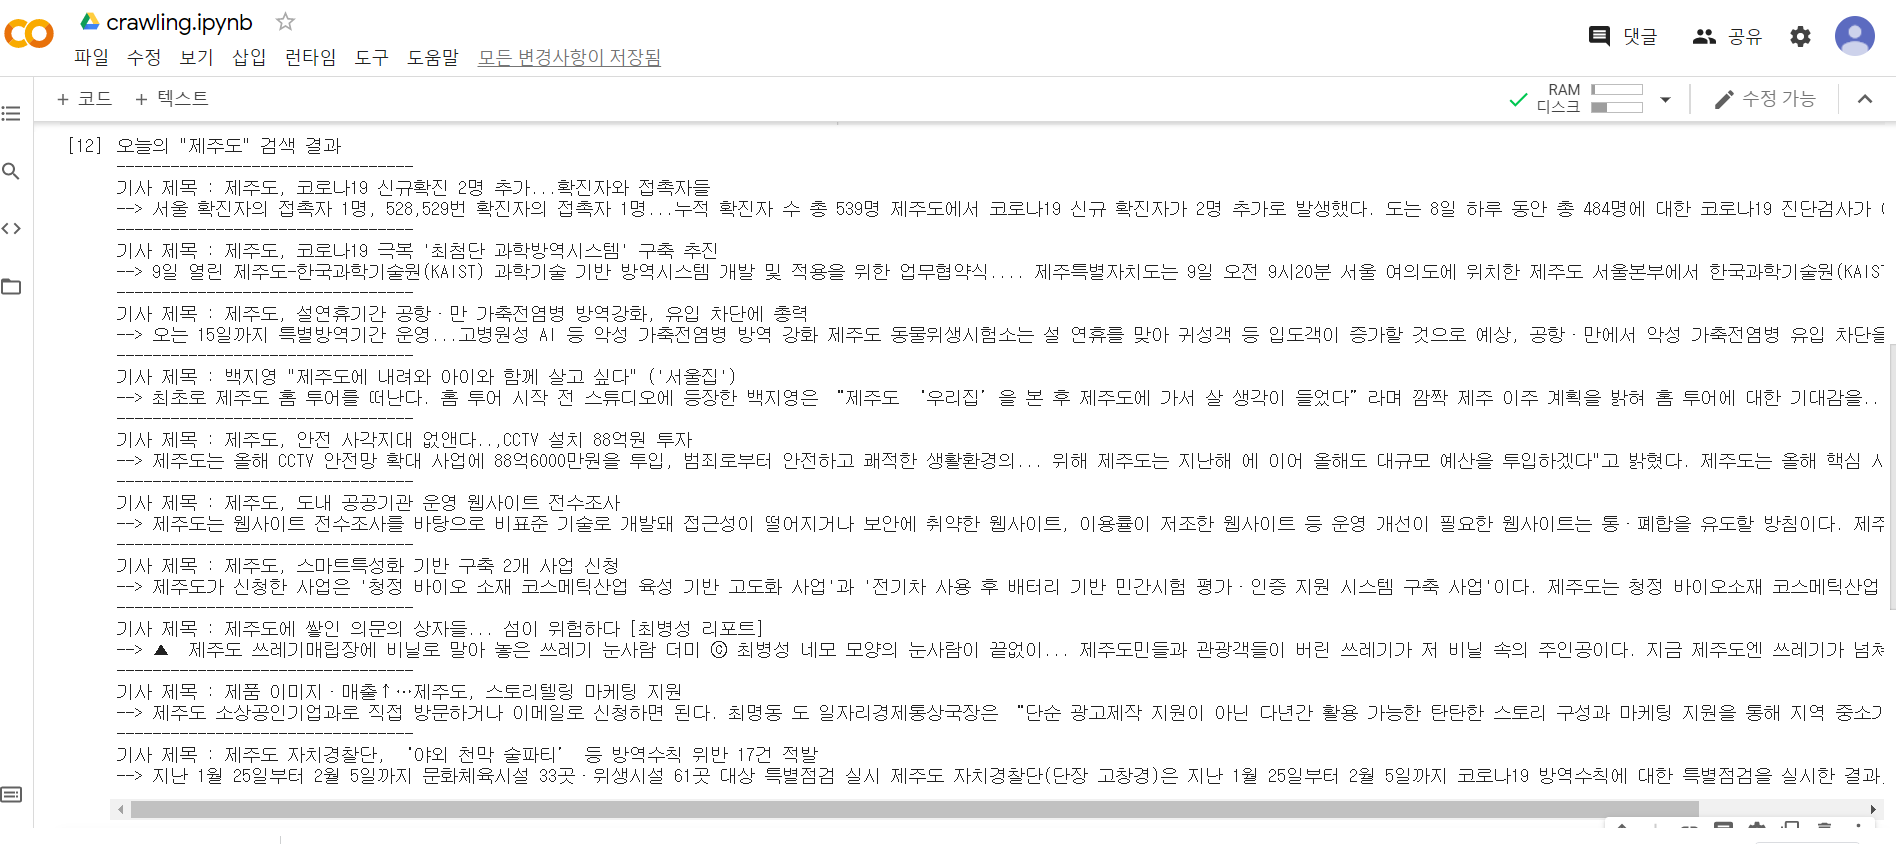 crawling.ipynb
댓글
공유
파일 수정 보기 삽입 런타임 도구 도움말 모든 변경사항이 저장됨
+ 코드 + 텍스트
RAM
디스크
수정 가능
[12] 오늘의 "제주도" 검색 결과
---------------------------------
기사 제목 : 제주도, 코로나19 신규확진 2명 추가...확진자와 접촉자들
--> 서울 확진자의 접촉자 1명, 528,529번 확진자의 접촉자 1명...누적 확진자 수 총 539명 제주도에서 코로나19 신규 확진자가 2명 추가로 발생했다. 도는 8일 하루 동안 총 484명에 대한 코로나19 진단검사가
---------------------------------
기사 제목 : 제주도, 코로나19 극복 '최첨단 과학방역시스템' 구축 추진
--> 9일 열린 제주도-한국과학기술원(KAIST) 과학기술 기반 방역시스템 개발 및 적용을 위한 업무협약식.... 제주특별자치도는 9일 오전 9시20분 서울 여의도에 위치한 제주도 서울본부에서 한국과학기술원(KAIST
---------------------------------
기사 제목 : 제주도, 설연휴기간 공항·만 가축전염병 방역강화, 유입 차단에 총력
--> 오는 15일까지 특별방역기간 운영...고병원성 AI 등 악성 가축전염병 방역 강화 제주도 동물위생시험소는 설 연휴를 맞아 귀성객 등 입도객이 증가할 것으로 예상, 공항·만에서 악성 가축전염병 유입 차단을
---------------------------------
기사 제목 : 백지영 "제주도에 내려와 아이와 함께 살고 싶다" ('서울집')
--> 최초로 제주도 홈 투어를 떠난다. 홈 투어 시작 전 스튜디오에 등장한 백지영은 “제주도 ‘우리집’을 본 후 제주도에 가서 살 생각이 들었다”라며 깜짝 제주 이주 계획을 밝혀 홈 투어에 대한 기대감을..
---------------------------------
기사 제목 : 제주도, 안전 사각지대 없앤다..,CCTV 설치 88억원 투자
--> 제주도는 올해 CCTV 안전망 확대 사업에 88억6000만원을 투입, 범죄로부터 안전하고 쾌적한 생활환경의... 위해 제주도는 지난해 에 이어 올해도 대규모 예산을 투입하겠다"고 밝혔다. 제주도는 올해 핵심 사
---------------------------------
기사 제목 : 제주도, 도내 공공기관 운영 웹사이트 전수조사
--> 제주도는 웹사이트 전수조사를 바탕으로 비표준 기술로 개발돼 접근성이 떨어지거나 보안에 취약한 웹사이트, 이용률이 저조한 웹사이트 등 운영 개선이 필요한 웹사이트는 통·폐합을 유도할 방침이다. 제주
---------------------------------
기사 제목 : 제주도, 스마트특성화 기반 구축 2개 사업 신청
--> 제주도가 신청한 사업은 '청정 바이오 소재 코스메틱산업 육성 기반 고도화 사업'과 '전기차 사용 후 배터리 기반 민간시험 평가·인증 지원 시스템 구축 사업'이다. 제주도는 청정 바이오소재 코스메틱산업
---------------------------------
기사 제목 : 제주도에 쌓인 의문의 상자들... 섬이 위험하다 [최병성 리포트]
--> ▲ 제주도 쓰레기매립장에 비닐로 말아 놓은 쓰레기 눈사람 더미 ⓒ 최병성 네모 모양의 눈사람이 끝없이... 제주도민들과 관광객들이 버린 쓰레기가 저 비닐 속의 주인공이다. 지금 제주도엔 쓰레기가 넘쳐
---------------------------------
기사 제목 : 제품 이미지·매출↑…제주도, 스토리텔링 마케팅 지원
--> 제주도 소상공인기업과로 직접 방문하거나 이메일로 신청하면 된다. 최명동 도 일자리경제통상국장은 "단순 광고제작 지원이 아닌 다년간 활용 가능한 탄탄한 스토리 구성과 마케팅 지원을 통해 지역 중소기
---------------------------------
기사 제목 : 제주도 자치경찰단, ‘야외 천막 술파티’ 등 방역수칙 위반 17건 적발
--> 지난 1월 25일부터 2월 5일까지 문화체육시설 33곳·위생시설 61곳 대상 특별점검 실시 제주도 자치경찰단(단장 고창경)은 지난 1월 25일부터 2월 5일까지 코로나19 방역수칙에 대한 특별점검을 실시한 결과